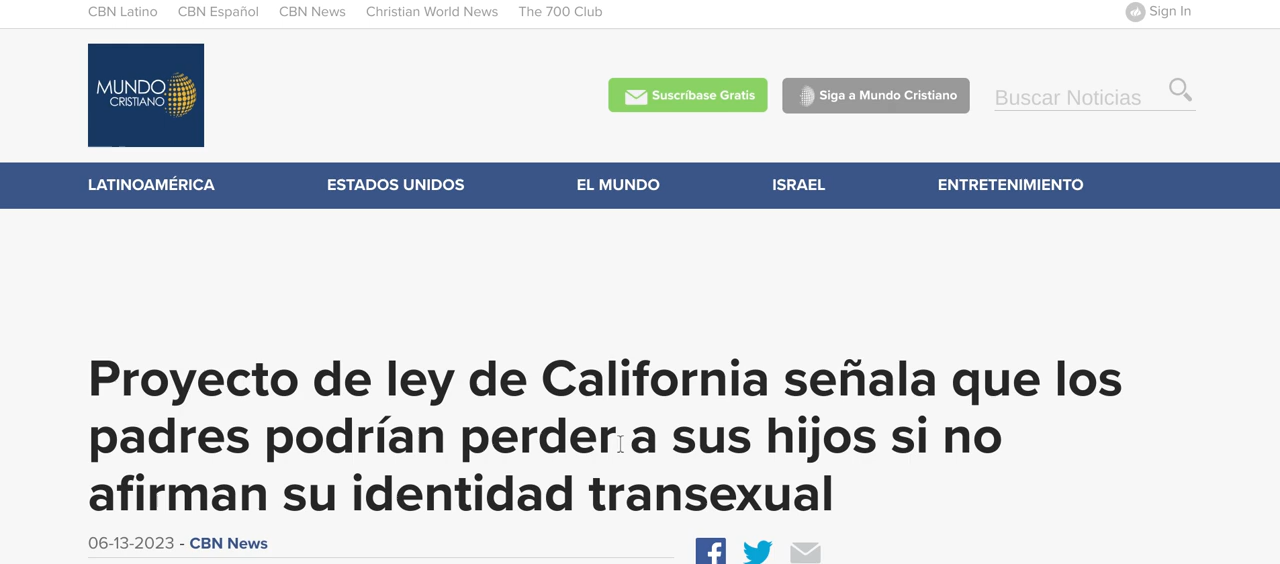 CBN Latino CBN Español CBN News Christian World News The 700 Club Sign In
MUNDO
CRISTIANO
Suscríbase Gratis Siga a Mundo Cristiano Buscar Noticias
LATINOAMÉRICA ESTADOS UNIDOS EL MUNDO ISRAEL ENTRETENIMIENTO
Proyecto de ley de California señala que los
padres podrían perder a sus hijos si no
afirman su identidad transexual
06-13-2023 - CBN News